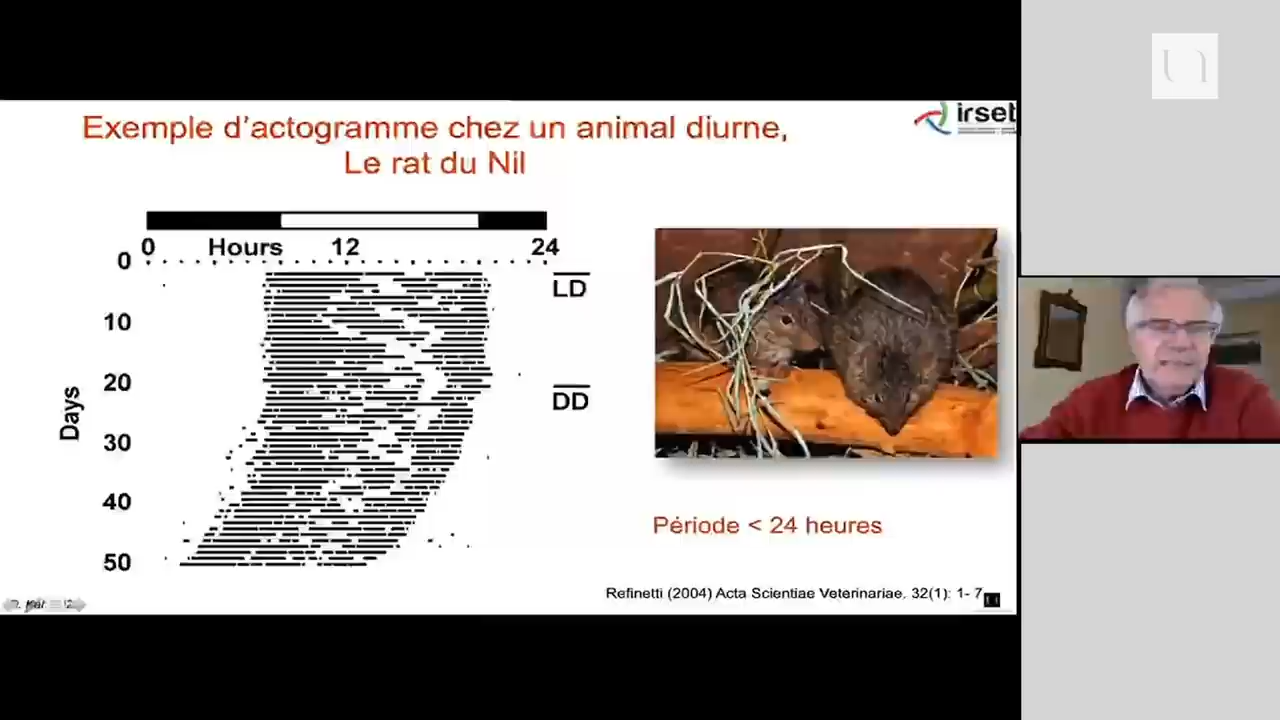 Exemple d'actogramme chez un animal diurne,
Le rat du Nil
irset
0 Hours 12 24
0
10
20
30
40
50
Days
LD
DD
Période < 24 heures
Refinetti (2004) Acta Scientiae Veterinariae. 32(1): 1- 7